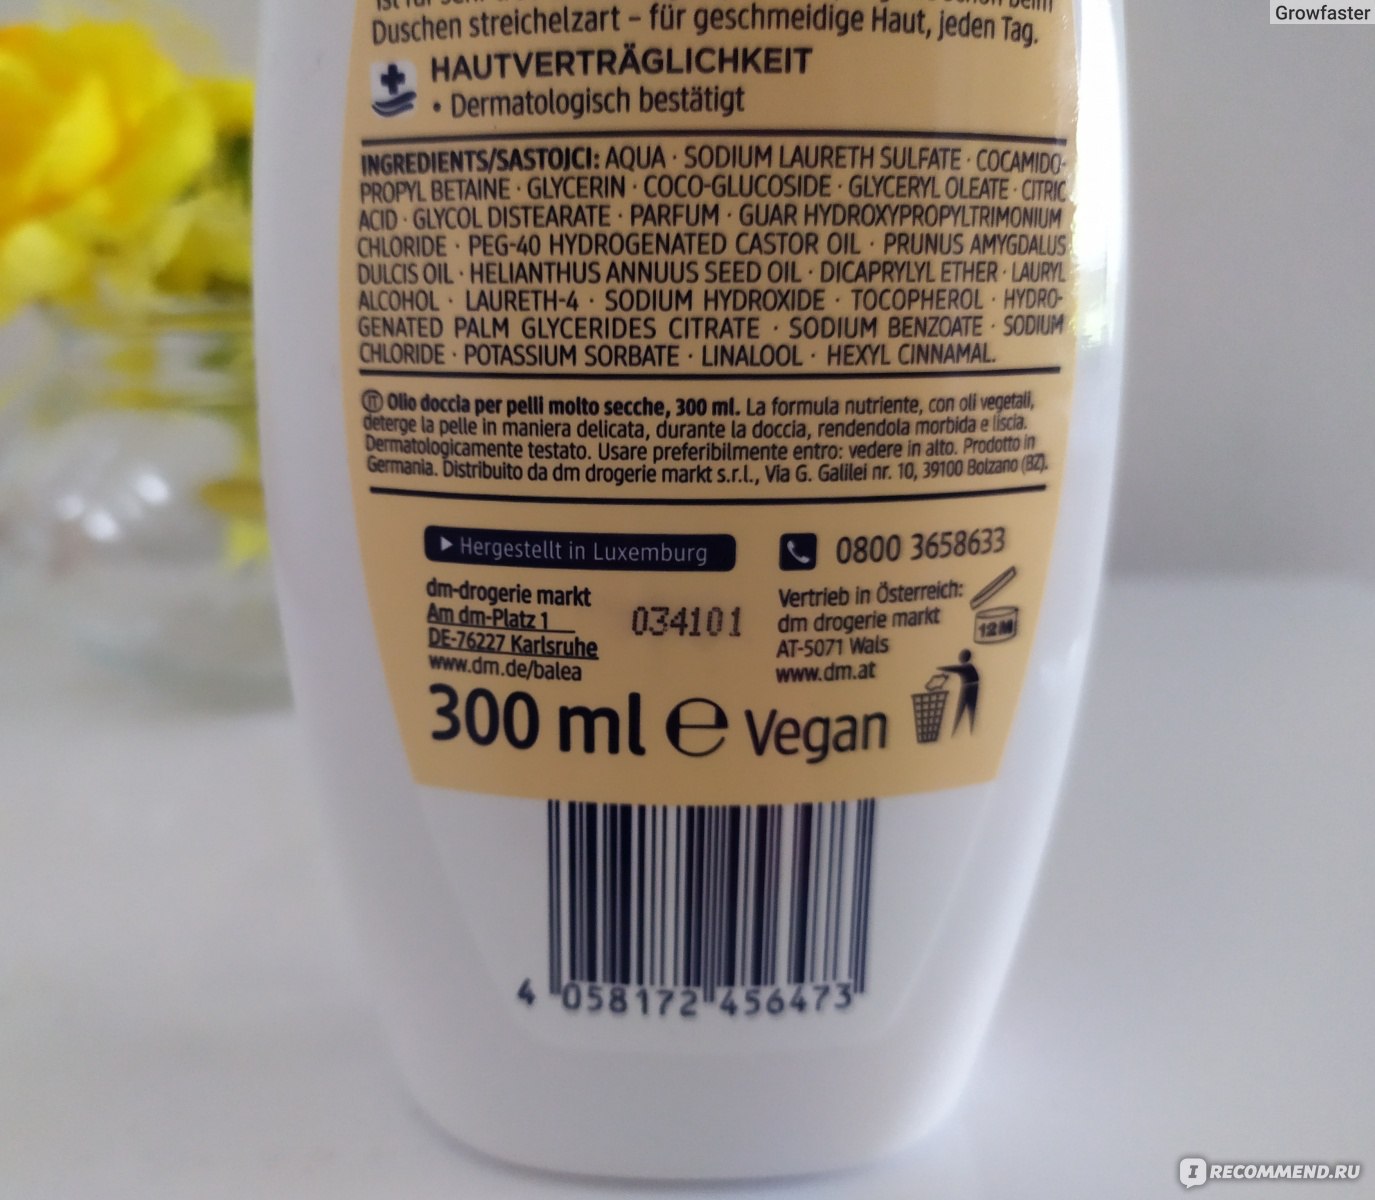 Growfaster
Duschen streichelzart – für geschmeidige Haut, jeden Tag.
HAUTVERTRÄGLICHKEIT
• Dermatologisch bestätigt
INGREDIENTS/SASTOJCI: AQUA · SODIUM LAURETH SULFATE · COCAMIDO-
PROPYL BETAINE · GLYCERIN · COCO-GLUCOSIDE · GLYCERYL OLEATE · CITRIC
ACID · GLYCOL DISTEARATE · PARFUM · GUAR HYDROXYPROPYLTRIMONIUM
CHLORIDE · PEG-40 HYDROGENATED CASTOR OIL · PRUNUS AMYGDALUS
DULCIS OIL · HELIANTHUS ANNUUS SEED OIL · DICAPRYLYL ETHER · LAURYL
ALCOHOL · LAURETH-4 · SODIUM HYDROXIDE · TOCOPHEROL · HYDRO-
GENATED PALM GLYCERIDES CITRATE · SODIUM BENZOATE · SODIUM
CHLORIDE · POTASSIUM SORBATE · LINALOOL · HEXYL CINNAMAL.
IT Olio doccia per pelli molto secche, 300 ml. La formula nutriente, con oli vegetali,
deterge la pelle in maniera delicata, durante la doccia, rendendola morbida e liscia.
Dermatologicamente testato. Usare preferibilmente entro: vedere in alto. Prodotto in
Germania. Distribuito da dm drogerie markt s.r.l., Via G. Galilei nr. 10, 39100 Bolzano (BZ).
Hergestellt in Luxemburg
0800 3658633
dm-drogerie markt
Am dm-Platz 1
DE-76227 Karlsruhe
www.dm.de/balea
034101
Vertrieb in Österreich:
dm drogerie markt
AT-5071 Wals
www.dm.at
12M
300 ml e Vegan
4 058172 456473
IRECOMMEND.RU